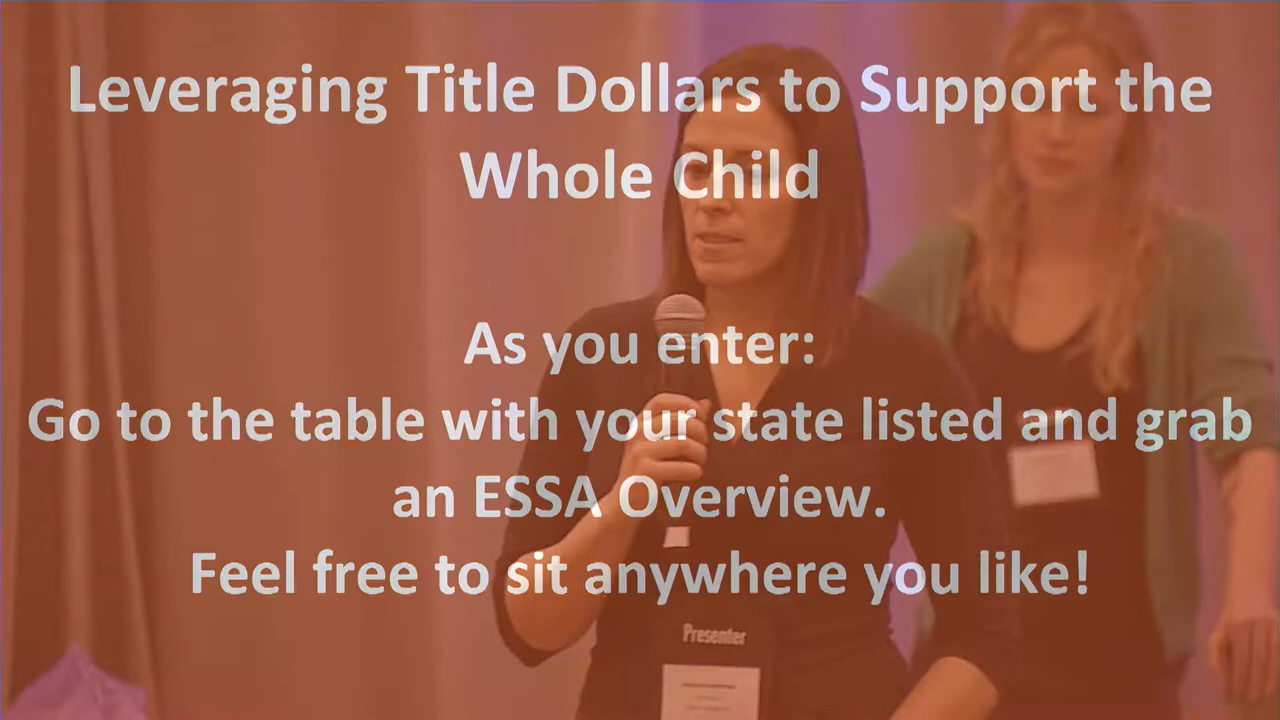 Leveraging Title Dollars to Support the
Whole Child
As you enter:
Go to the table with your state listed and grab
an ESSA Overview.
Feel free to sit anywhere you like!
Presenter